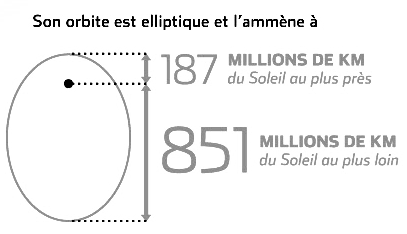 Son orbite est elliptique et l'ammène à
187 MILLIONS DE KM
du Soleil au plus près
851 MILLIONS DE KM
du Soleil au plus loin